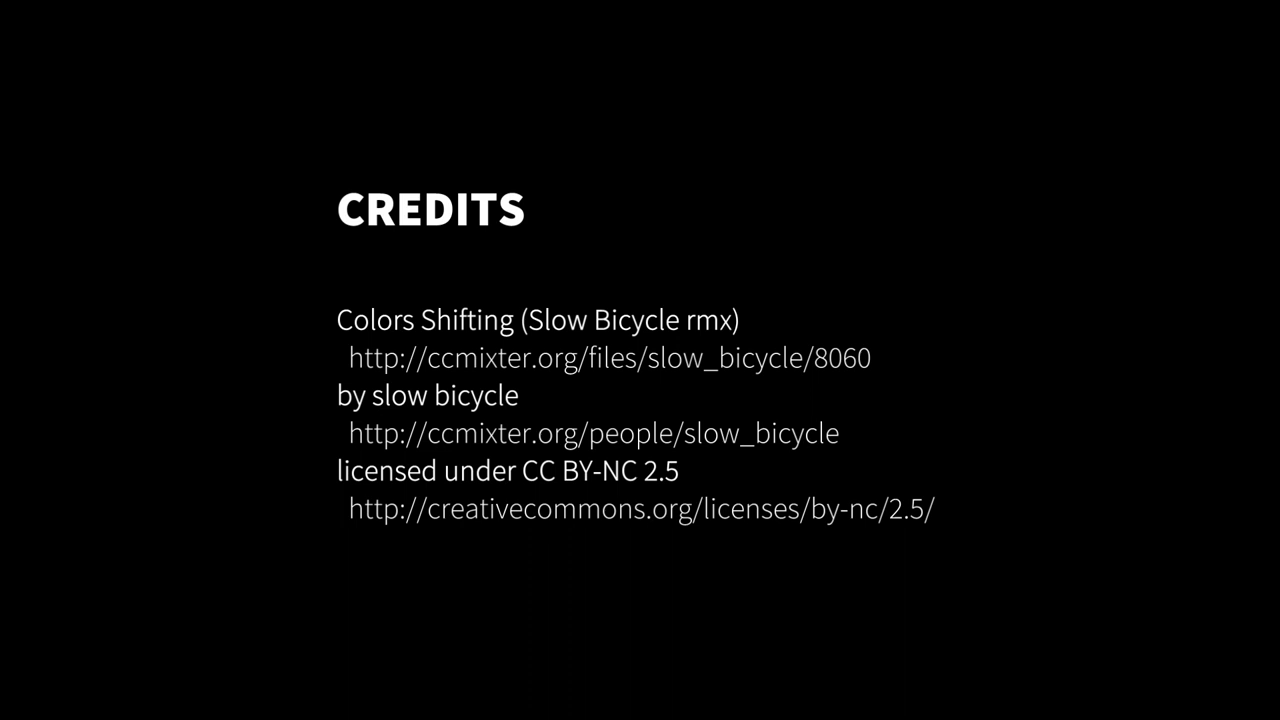 CREDITS
Colors Shifting (Slow Bicycle rmx)
http://ccmixter.org/files/slow_bicycle/8060
by slow bicycle
http://ccmixter.org/people/slow_bicycle
licensed under CC BY-NC 2.5
http://creativecommons.org/licenses/by-nc/2.5/